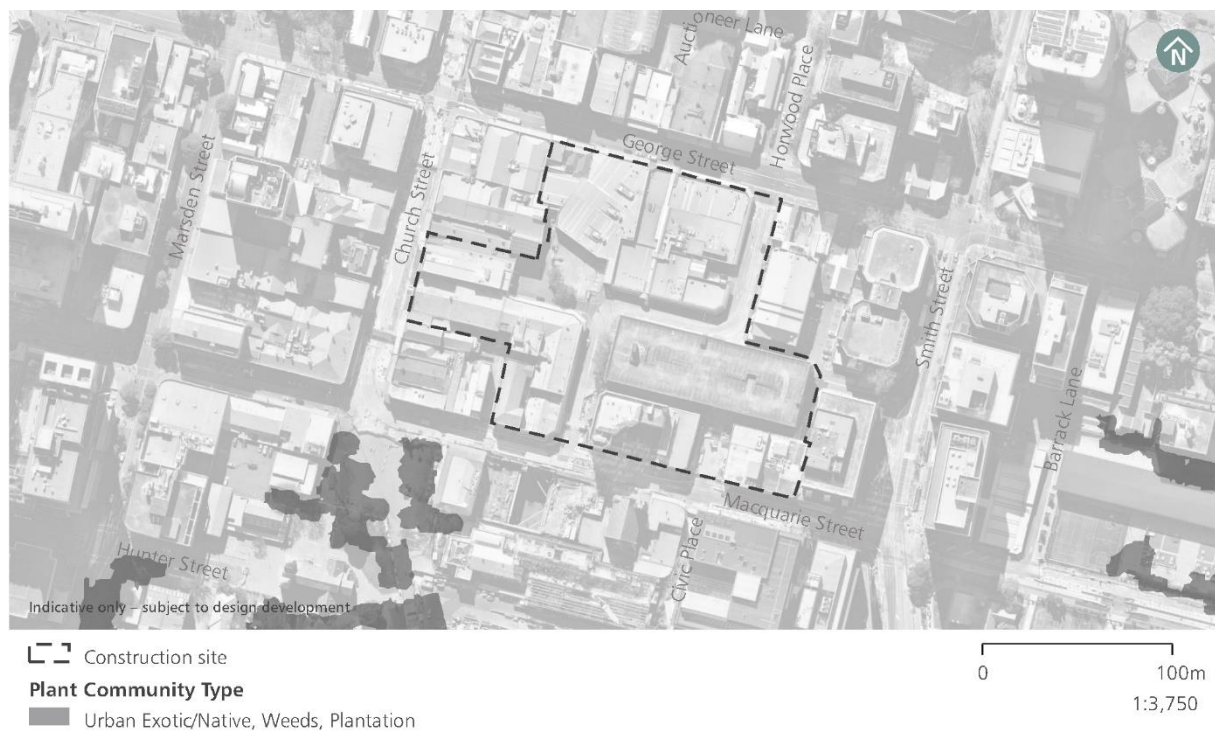 Auctioneer Lane
Horwood Place
N
George Street
Marsden Street
Church Street
Smith Street
Barrack Lane
Macquarie Street
Civic Place
Hunter Street
Indicative only – subject to design development
Construction site
0 100m
Plant Community Type
1:3,750
Urban Exotic/Native, Weeds, Plantation